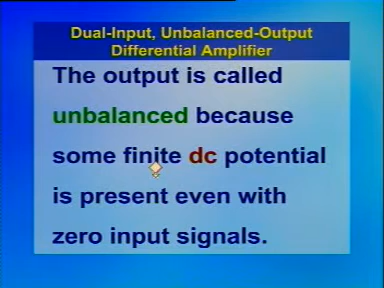 Dual-Input, Unbalanced-Output
Differential Amplifier
The output is called
unbalanced because
some finite dc potential
is present even with
zero input signals.